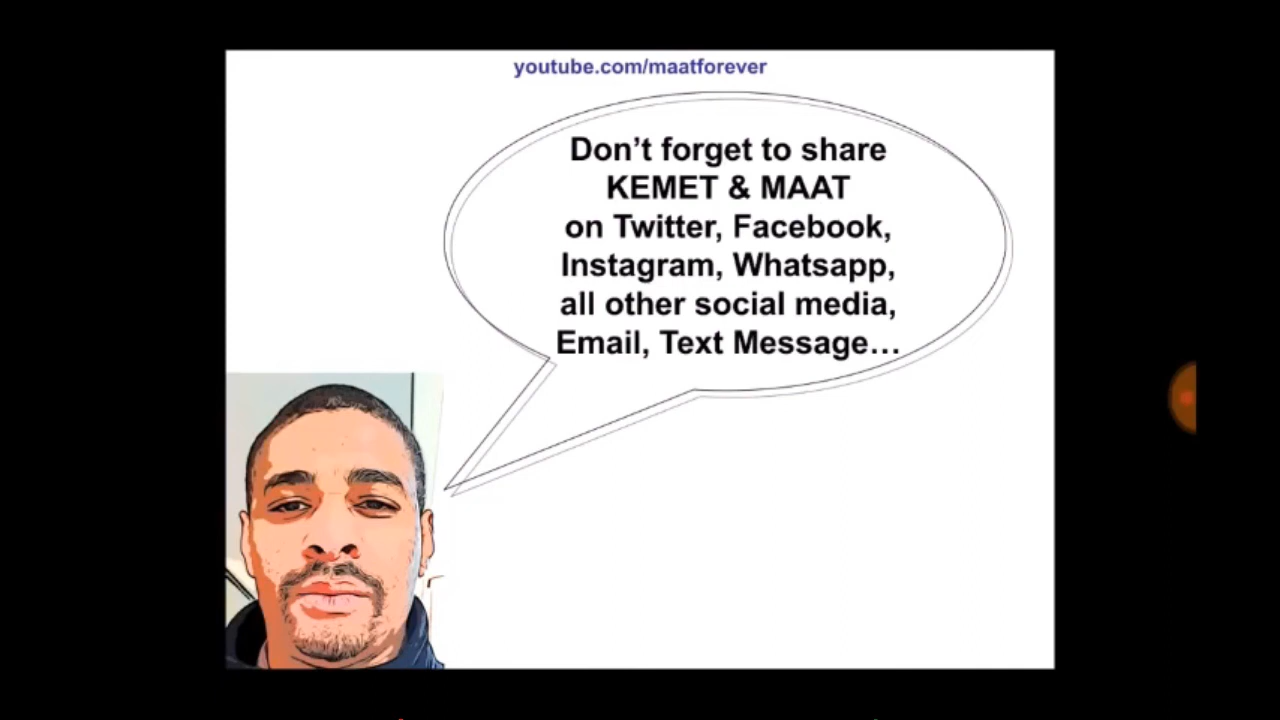 youtube.com/maatforever
Don’t forget to share
KEMET & MAAT
on Twitter, Facebook,
Instagram, Whatsapp,
all other social media,
Email, Text Message…